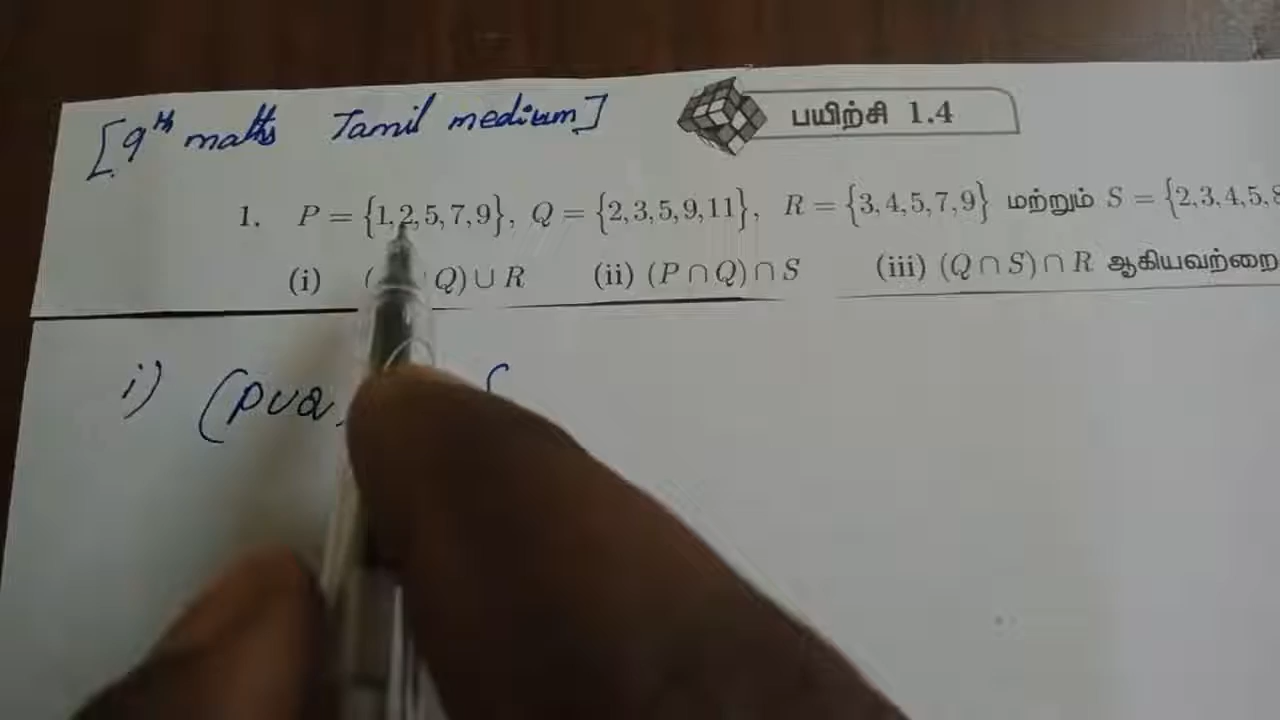 [9th maths Tamil medium]
பயிற்சி 1.4
1. P = {1,2,5,7,9}, Q = {2,3,5,9,11}, R = {3,4,5,7,9} மற்றும் S = {2,3,4,5,8
(i) ( Q) ∪ R (ii) (P ∩ Q) ∩ S (iii) (Q ∩ S) ∩ R ஆகியவற்றை
i) (P∪Q